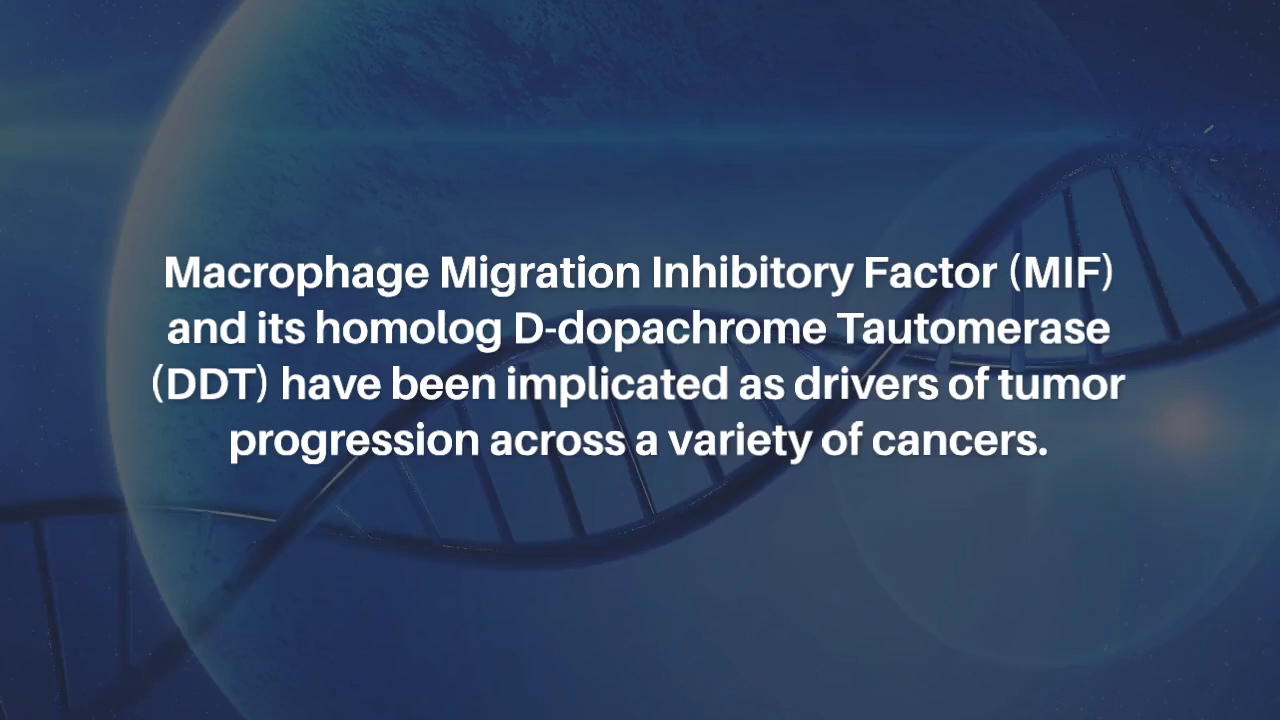 Macrophage Migration Inhibitory Factor (MIF)
and its homolog D-dopachrome Tautomerase
(DDT) have been implicated as drivers of tumor
progression across a variety of cancers.